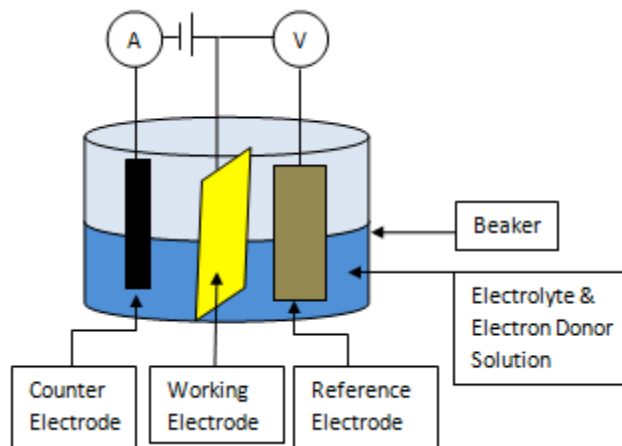 A
V
Beaker
Electrolyte &
Electron Donor
Solution
Counter
Electrode
Working
Electrode
Reference
Electrode